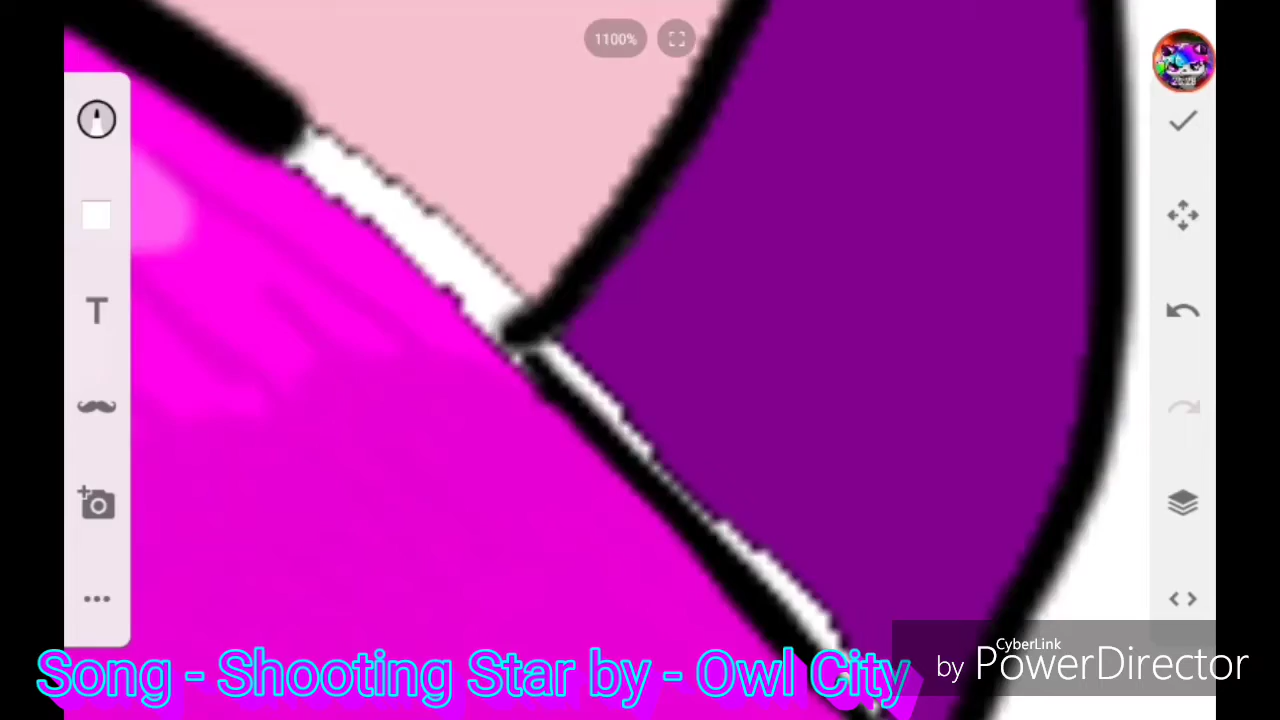 1100%
T
Song - Shooting Star by - Owl City
CyberLink
by PowerDirector